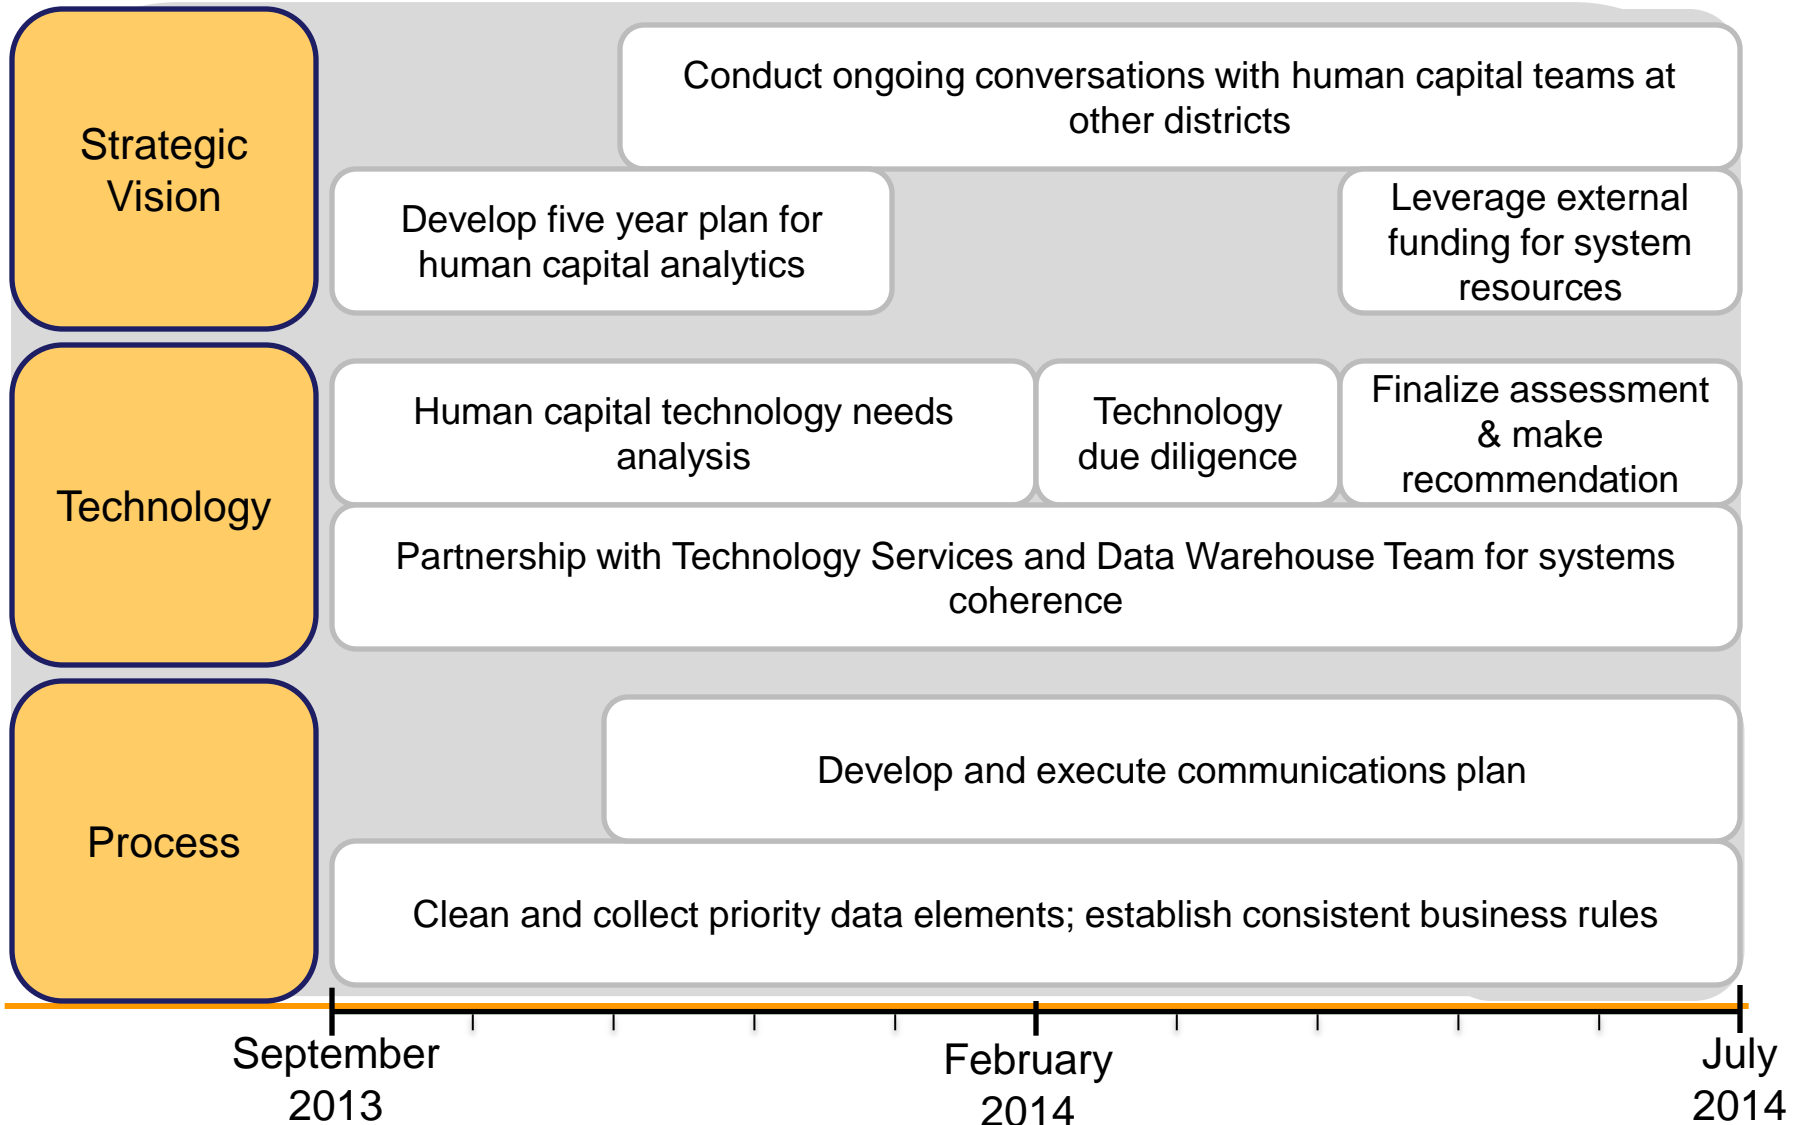 Strategic
Vision
Conduct ongoing conversations with human capital teams at
other districts
Develop five year plan for
human capital analytics
Leverage external
funding for system
resources
Technology
Human capital technology needs
analysis
Technology
due diligence
Finalize assessment
& make
recommendation
Partnership with Technology Services and Data Warehouse Team for systems
coherence
Process
Develop and execute communications plan
Clean and collect priority data elements; establish consistent business rules
September
2013
February
2014
July
2014